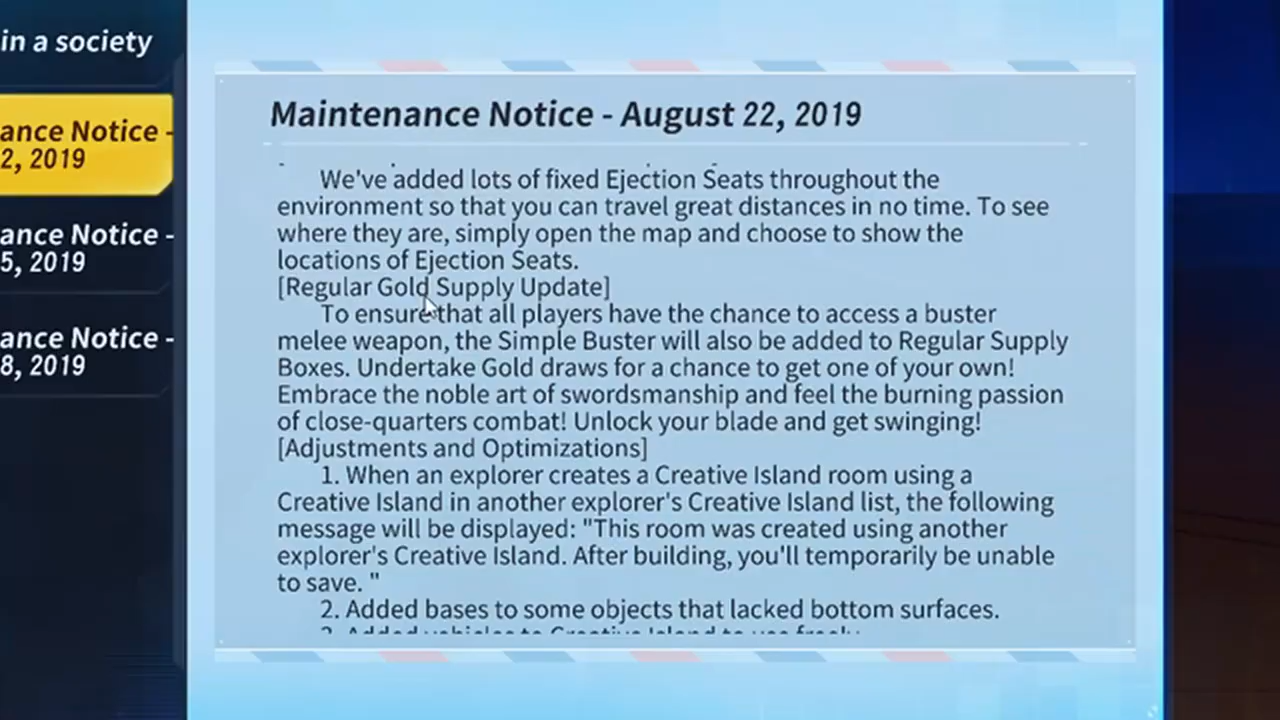 in a society
ance Notice -
2, 2019
ance Notice -
5, 2019
ance Notice -
8, 2019
Maintenance Notice - August 22, 2019
We've added lots of fixed Ejection Seats throughout the
environment so that you can travel great distances in no time. To see
where they are, simply open the map and choose to show the
locations of Ejection Seats.
[Regular Gold Supply Update]
To ensure that all players have the chance to access a buster
melee weapon, the Simple Buster will also be added to Regular Supply
Boxes. Undertake Gold draws for a chance to get one of your own!
Embrace the noble art of swordsmanship and feel the burning passion
of close-quarters combat! Unlock your blade and get swinging!
[Adjustments and Optimizations]
1. When an explorer creates a Creative Island room using a
Creative Island in another explorer's Creative Island list, the following
message will be displayed: "This room was created using another
explorer's Creative Island. After building, you'll temporarily be unable
to save. "
2. Added bases to some objects that lacked bottom surfaces.
3. Added vehicles to Creative Island to use freely.